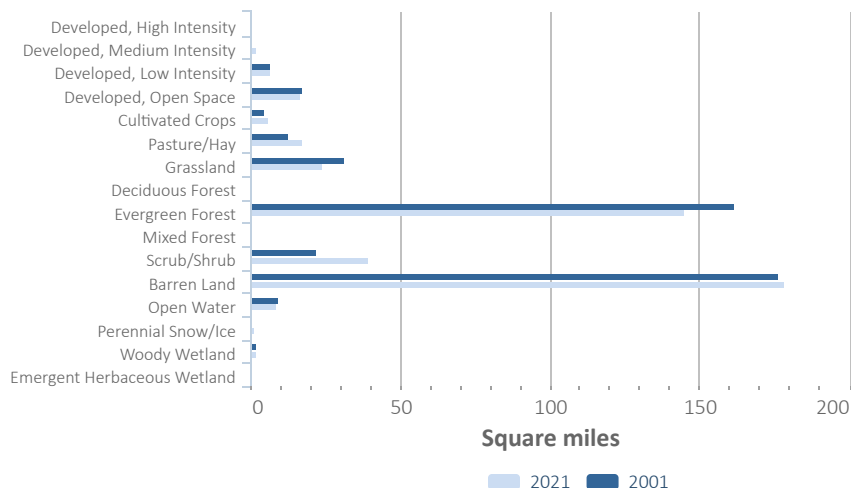 Developed, High Intensity
Developed, Medium Intensity
Developed, Low Intensity
Developed, Open Space
Cultivated Crops
Pasture/Hay
Grassland
Deciduous Forest
Evergreen Forest
Mixed Forest
Scrub/Shrub
Barren Land
Open Water
Perennial Snow/Ice
Woody Wetland
Emergent Herbaceous Wetland
0 50 100 150 200
Square miles
2021 2001